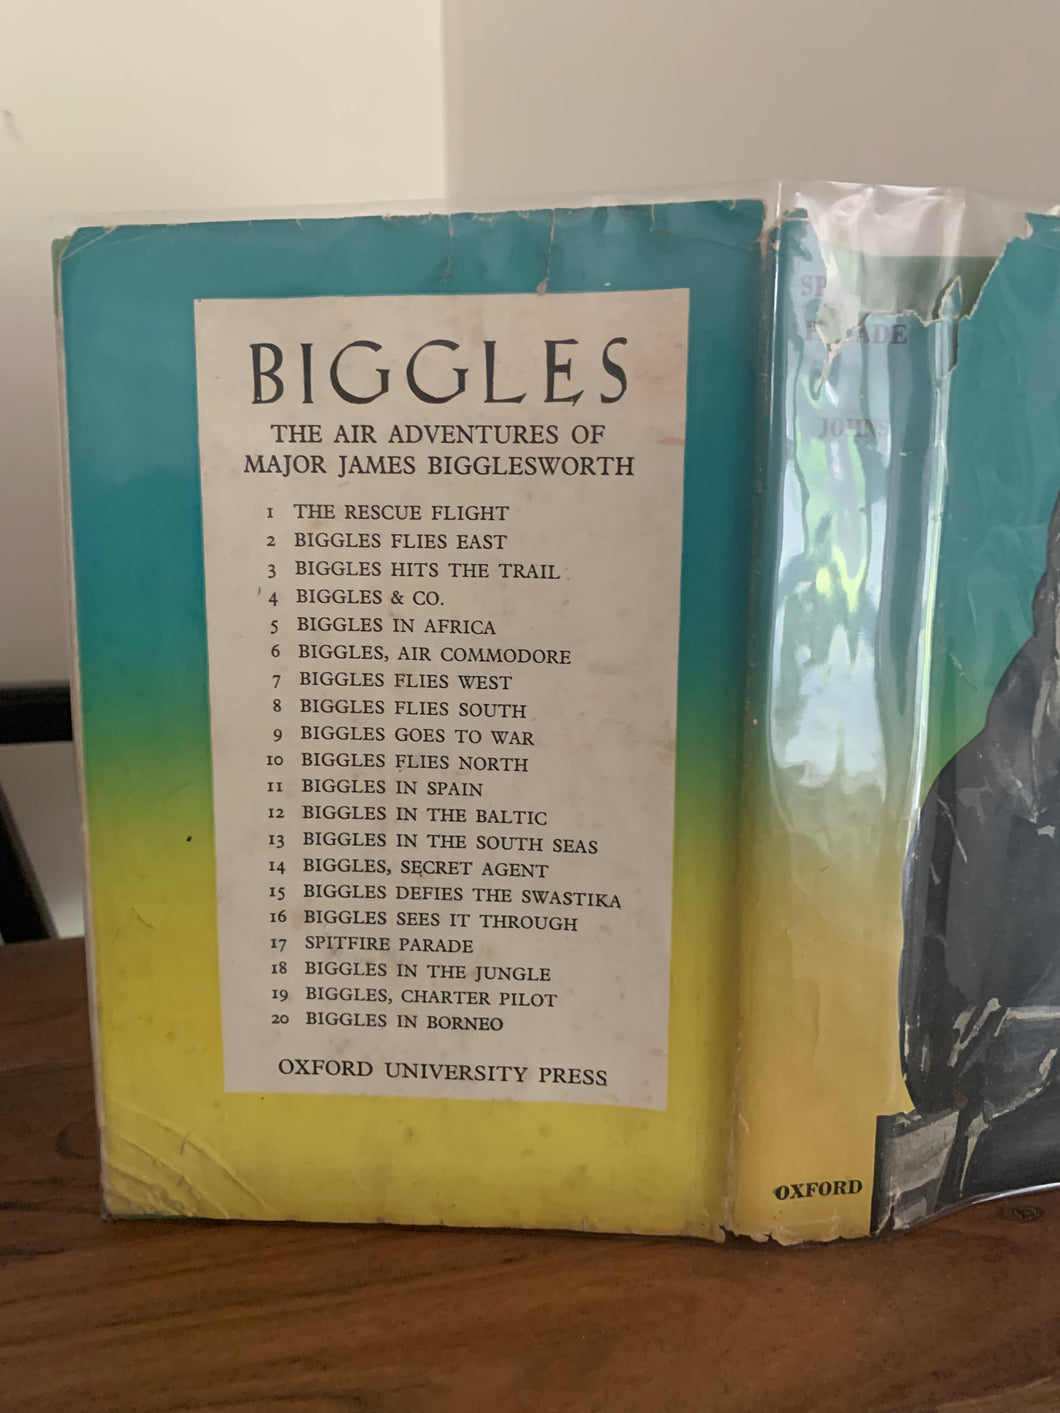 BIGGLES
THE AIR ADVENTURES OF
MAJOR JAMES BIGGLESWORTH
1 THE RESCUE FLIGHT
2 BIGGLES FLIES EAST
3 BIGGLES HITS THE TRAIL
4 BIGGLES & CO.
5 BIGGLES IN AFRICA
6 BIGGLES, AIR COMMODORE
7 BIGGLES FLIES WEST
8 BIGGLES FLIES SOUTH
9 BIGGLES GOES TO WAR
10 BIGGLES FLIES NORTH
11 BIGGLES IN SPAIN
12 BIGGLES IN THE BALTIC
13 BIGGLES IN THE SOUTH SEAS
14 BIGGLES, SECRET AGENT
15 BIGGLES DEFIES THE SWASTIKA
16 BIGGLES SEES IT THROUGH
17 SPITFIRE PARADE
18 BIGGLES IN THE JUNGLE
19 BIGGLES, CHARTER PILOT
20 BIGGLES IN BORNEO
OXFORD UNIVERSITY PRESS
JOHNS
OXFORD